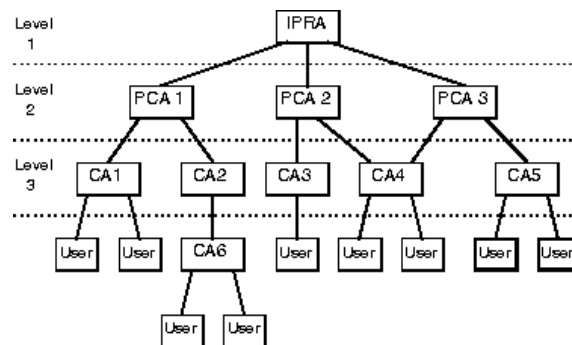 Level
1
IPRA
Level
2
PCA 1
PCA 2
PCA 3
Level
3
CA1
CA2
CA3
CA4
CA5
User
User
CA6
User
User
User
User
User
User
User